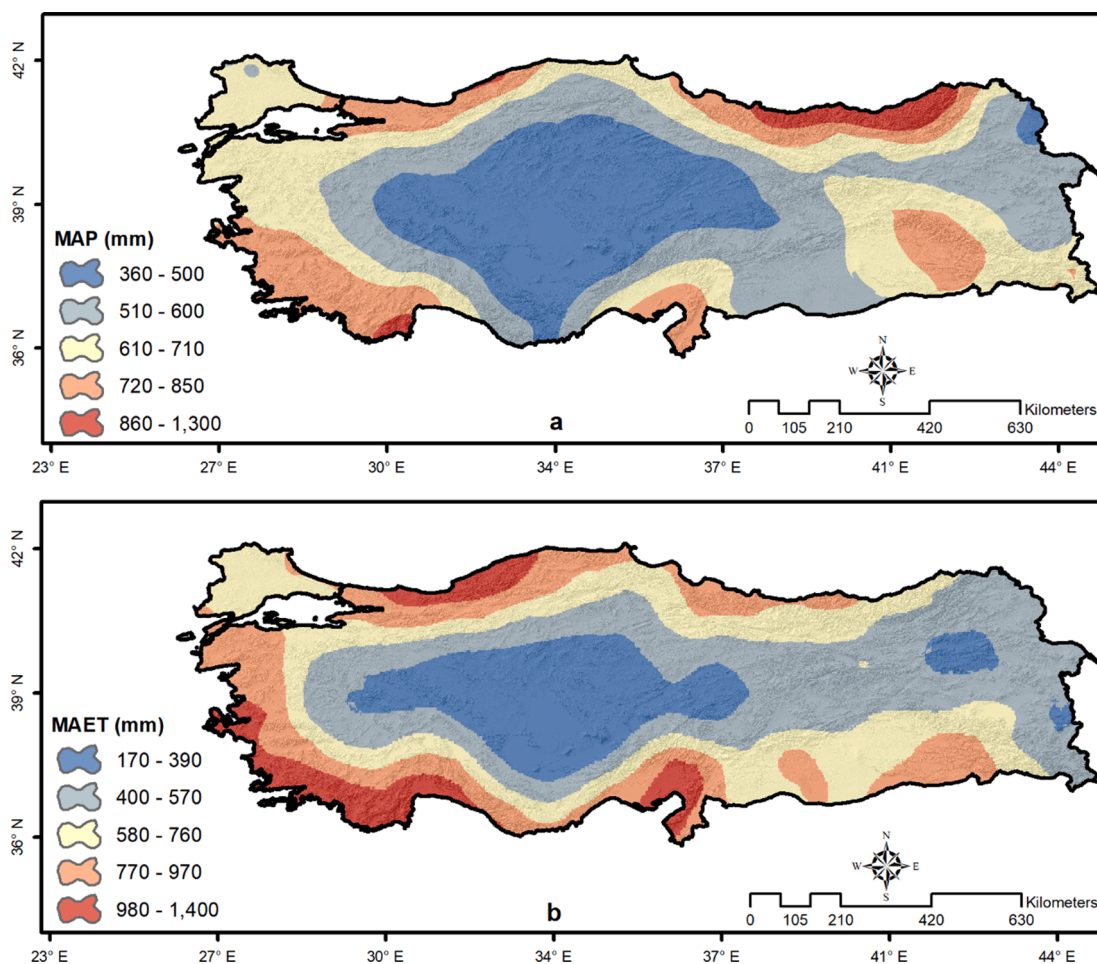 42° N
39° N
36° N
MAP (mm)
360 - 500
510 - 600
610 - 710
720 - 850
860 - 1,300
a
N
W E
S
Kilometers
0 105 210 420 630
23° E 27° E 30° E 34° E 37° E 41° E 44° E
42° N
39° N
36° N
MAET (mm)
170 - 390
400 - 570
580 - 760
770 - 970
980 - 1,400
b
N
W E
S
Kilometers
0 105 210 420 630
23° E 27° E 30° E 34° E 37° E 41° E 44° E